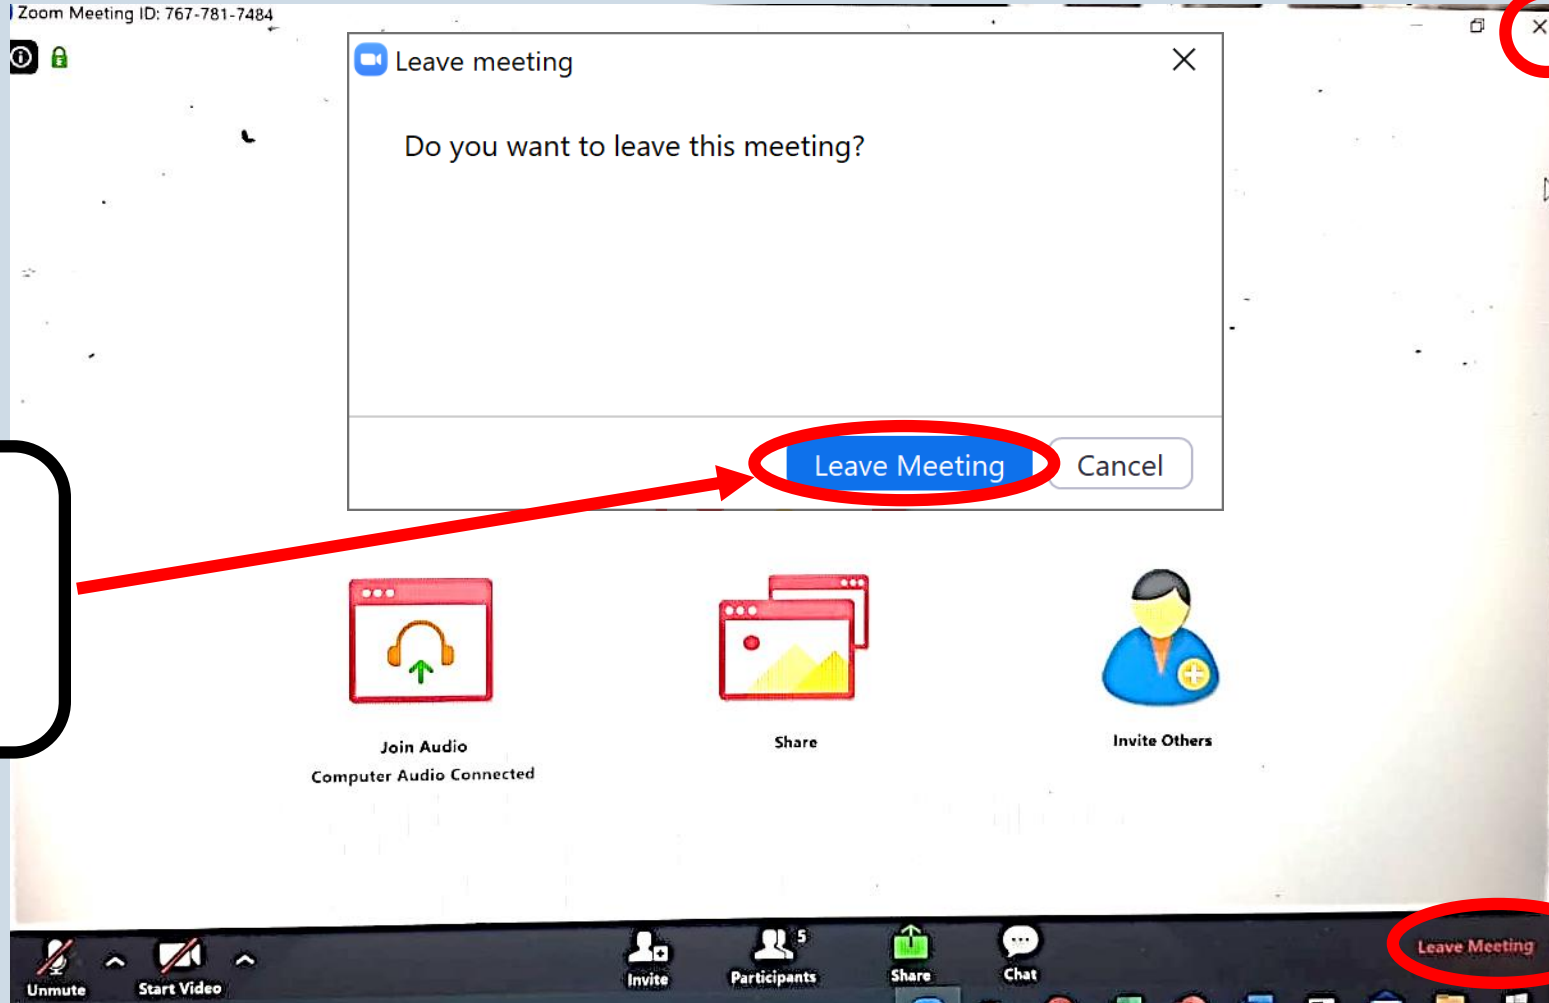 Zoom Meeting ID: 767-781-7484
Leave meeting
Do you want to leave this meeting?
Leave Meeting
Cancel
Join Audio
Computer Audio Connected
Share
Invite Others
Unmute
Start Video
Invite
5
Participants
Share
Chat
Leave Meeting